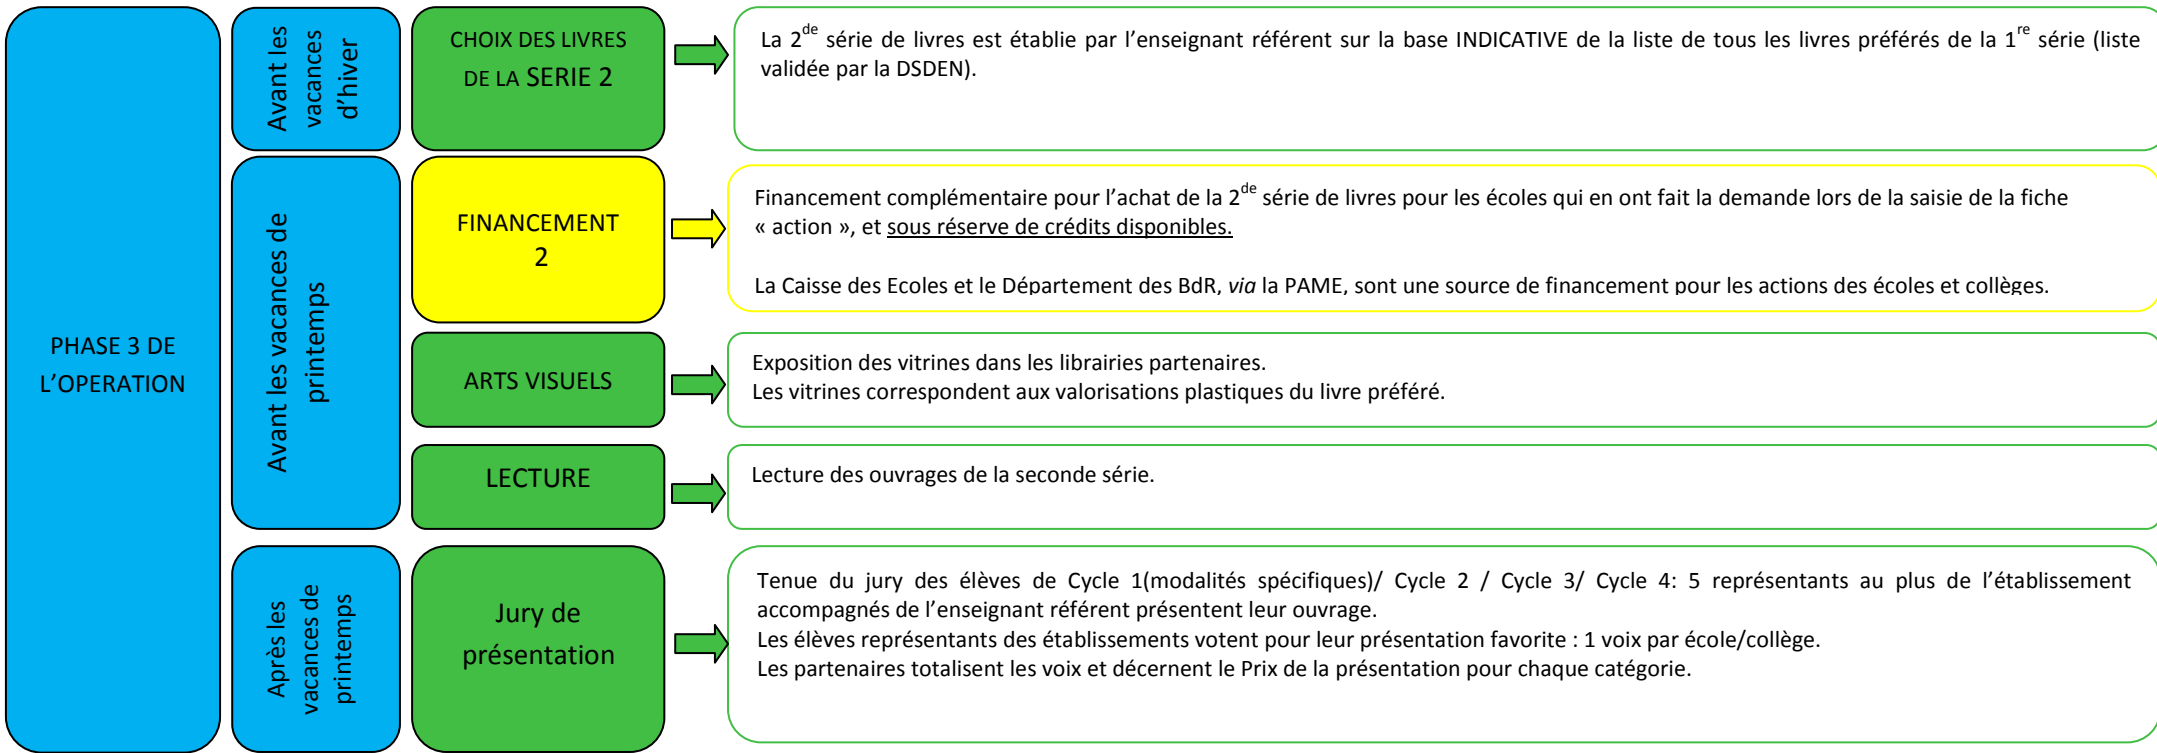 PHASE 3 DE
L'OPERATION
Avant les
vacances
d'hiver
CHOIX DES LIVRES
DE LA SERIE 2
La 2de série de livres est établie par l'enseignant référent sur la base INDICATIVE de la liste de tous les livres préférés de la 1re série (liste
validée par la DSDEN).
Avant les vacances de
printemps
FINANCEMENT
2
Financement complémentaire pour l'achat de la 2de série de livres pour les écoles qui en ont fait la demande lors de la saisie de la fiche
« action », et sous réserve de crédits disponibles.
La Caisse des Ecoles et le Département des BdR, via la PAME, sont une source de financement pour les actions des écoles et collèges.
ARTS VISUELS
Exposition des vitrines dans les librairies partenaires.
Les vitrines correspondent aux valorisations plastiques du livre préféré.
LECTURE
Lecture des ouvrages de la seconde série.
Après les
vacances de
printemps
Jury de
présentation
Tenue du jury des élèves de Cycle 1(modalités spécifiques)/ Cycle 2 / Cycle 3/ Cycle 4: 5 représentants au plus de l'établissement
accompagnés de l'enseignant référent présentent leur ouvrage.
Les élèves représentants des établissements votent pour leur présentation favorite : 1 voix par école/collège.
Les partenaires totalisent les voix et décernent le Prix de la présentation pour chaque catégorie.